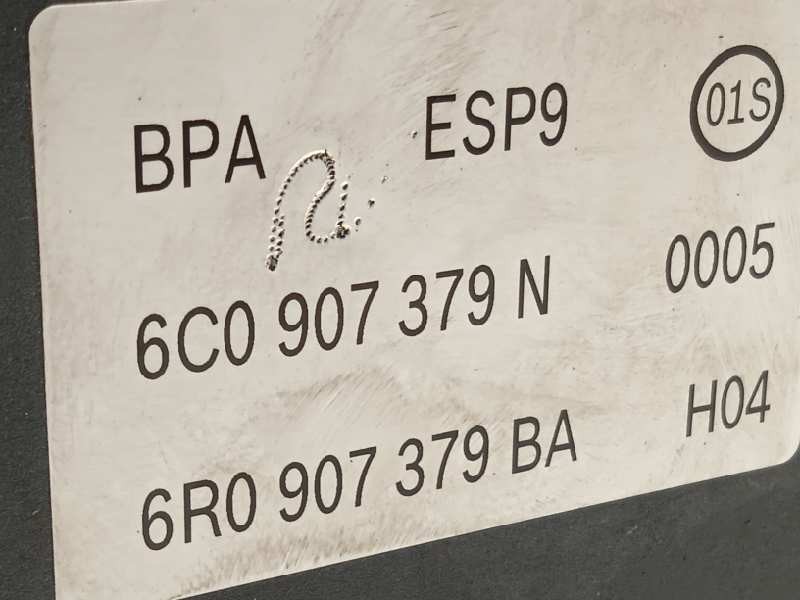 BPA ESP9 01S
6C0 907 379 N 0005
6R0 907 379 BA H04